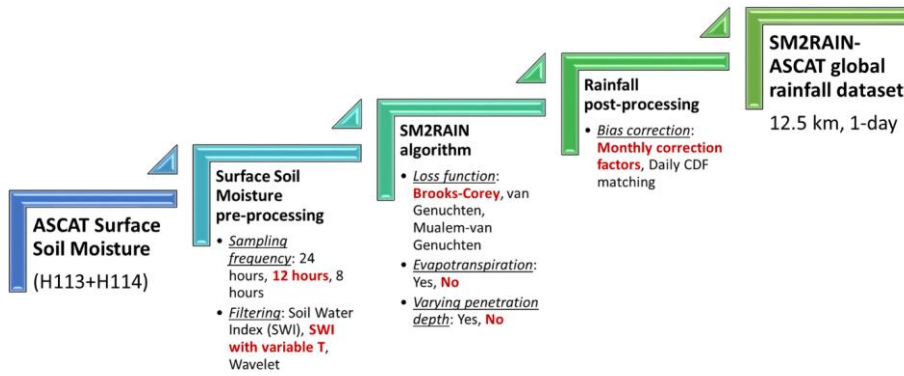 ASCAT Surface
Soil Moisture
(H113+H114)
Surface Soil
Moisture
pre-processing
• Sampling
frequency: 24
hours, 12 hours, 8
hours
• Filtering: Soil Water
Index (SWI), SWI
with variable T,
Wavelet
SM2RAIN
algorithm
• Loss function:
Brooks-Corey, van
Genuchten,
Mualem-van
Genuchten
• Evapotranspiration:
Yes, No
• Varying penetration
depth: Yes, No
Rainfall
post-processing
• Bias correction:
Monthly correction
factors, Daily CDF
matching
SM2RAIN-
ASCAT global
rainfall dataset
12.5 km, 1-day